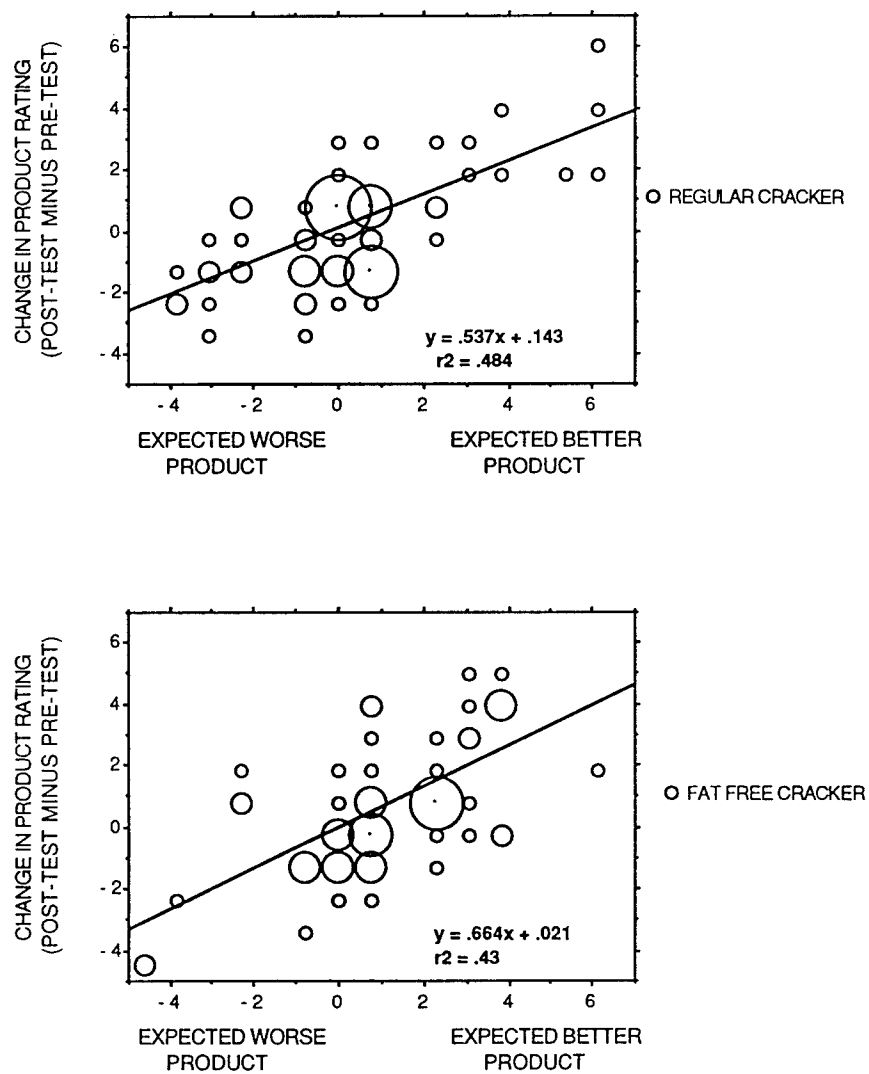 CHANGE IN PRODUCT RATING
(POST-TEST MINUS PRE-TEST)
6
4
2
0
- 2
- 4
y = .537x + .143
r2 = .484
- 4 - 2 0 2 4 6
EXPECTED WORSE EXPECTED BETTER
PRODUCT PRODUCT
REGULAR CRACKER
CHANGE IN PRODUCT RATING
(POST-TEST MINUS PRE-TEST)
6
4
2
0
- 2
- 4
y = .664x + .021
r2 = .43
- 4 - 2 0 2 4 6
EXPECTED WORSE EXPECTED BETTER
PRODUCT PRODUCT
FAT FREE CRACKER